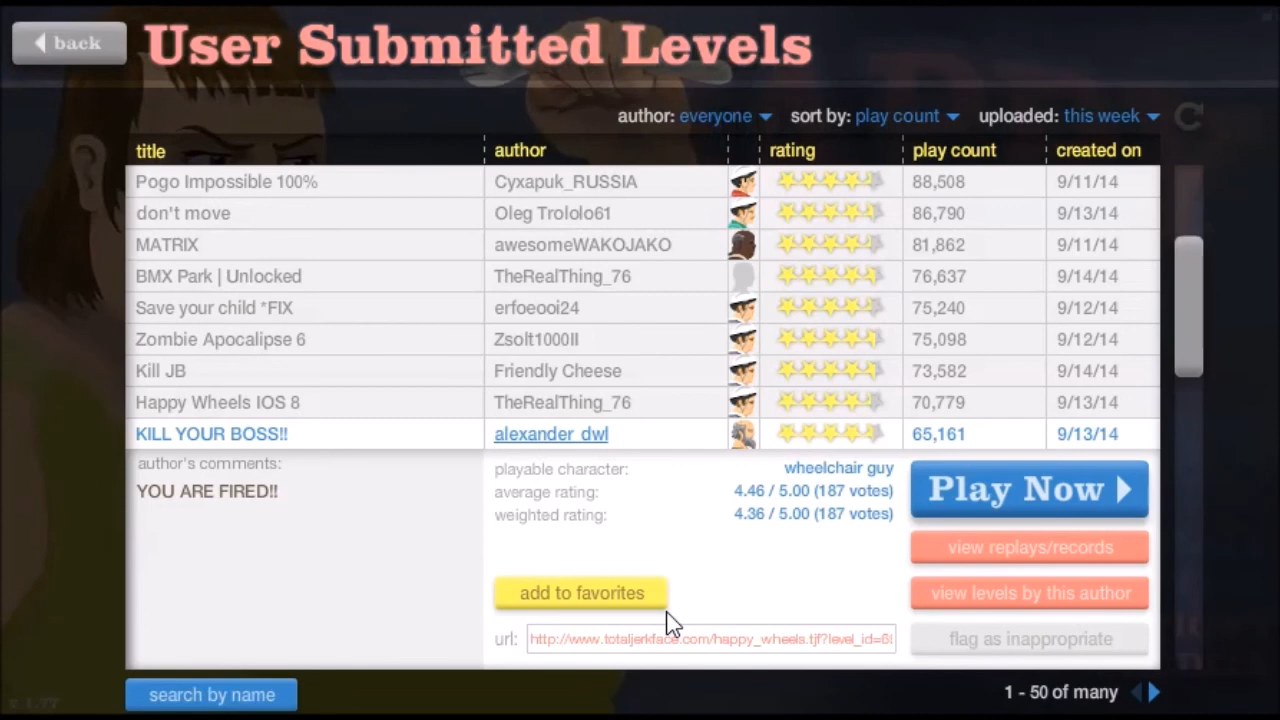 back
User Submitted Levels
author: everyone sort by: play count uploaded: this week
title author rating play count created on
Pogo Impossible 100% Cyxapuk_RUSSIA 88,508 9/11/14
don't move Oleg Trololo61 86,790 9/13/14
MATRIX awesomeWAKOJAKO 81,862 9/11/14
BMX Park | Unlocked TheRealThing_76 76,637 9/14/14
Save your child *FIX erfoeooi24 75,240 9/12/14
Zombie Apocalipse 6 Zsolt1000II 75,098 9/12/14
Kill JB Friendly Cheese 73,582 9/14/14
Happy Wheels IOS 8 TheRealThing_76 70,779 9/13/14
KILL YOUR BOSS!! alexander_dwl 65,161 9/13/14
author's comments:
YOU ARE FIRED!!
playable character: wheelchair guy
average rating: 4.46 / 5.00 (187 votes)
weighted rating: 4.36 / 5.00 (187 votes)
add to favorites
url: http://www.totaljerkface.com/happy_wheels.tjf?level_id=6
Play Now
view replays/records
view levels by this author
flag as inappropriate
search by name
1 - 50 of many
v 1.77